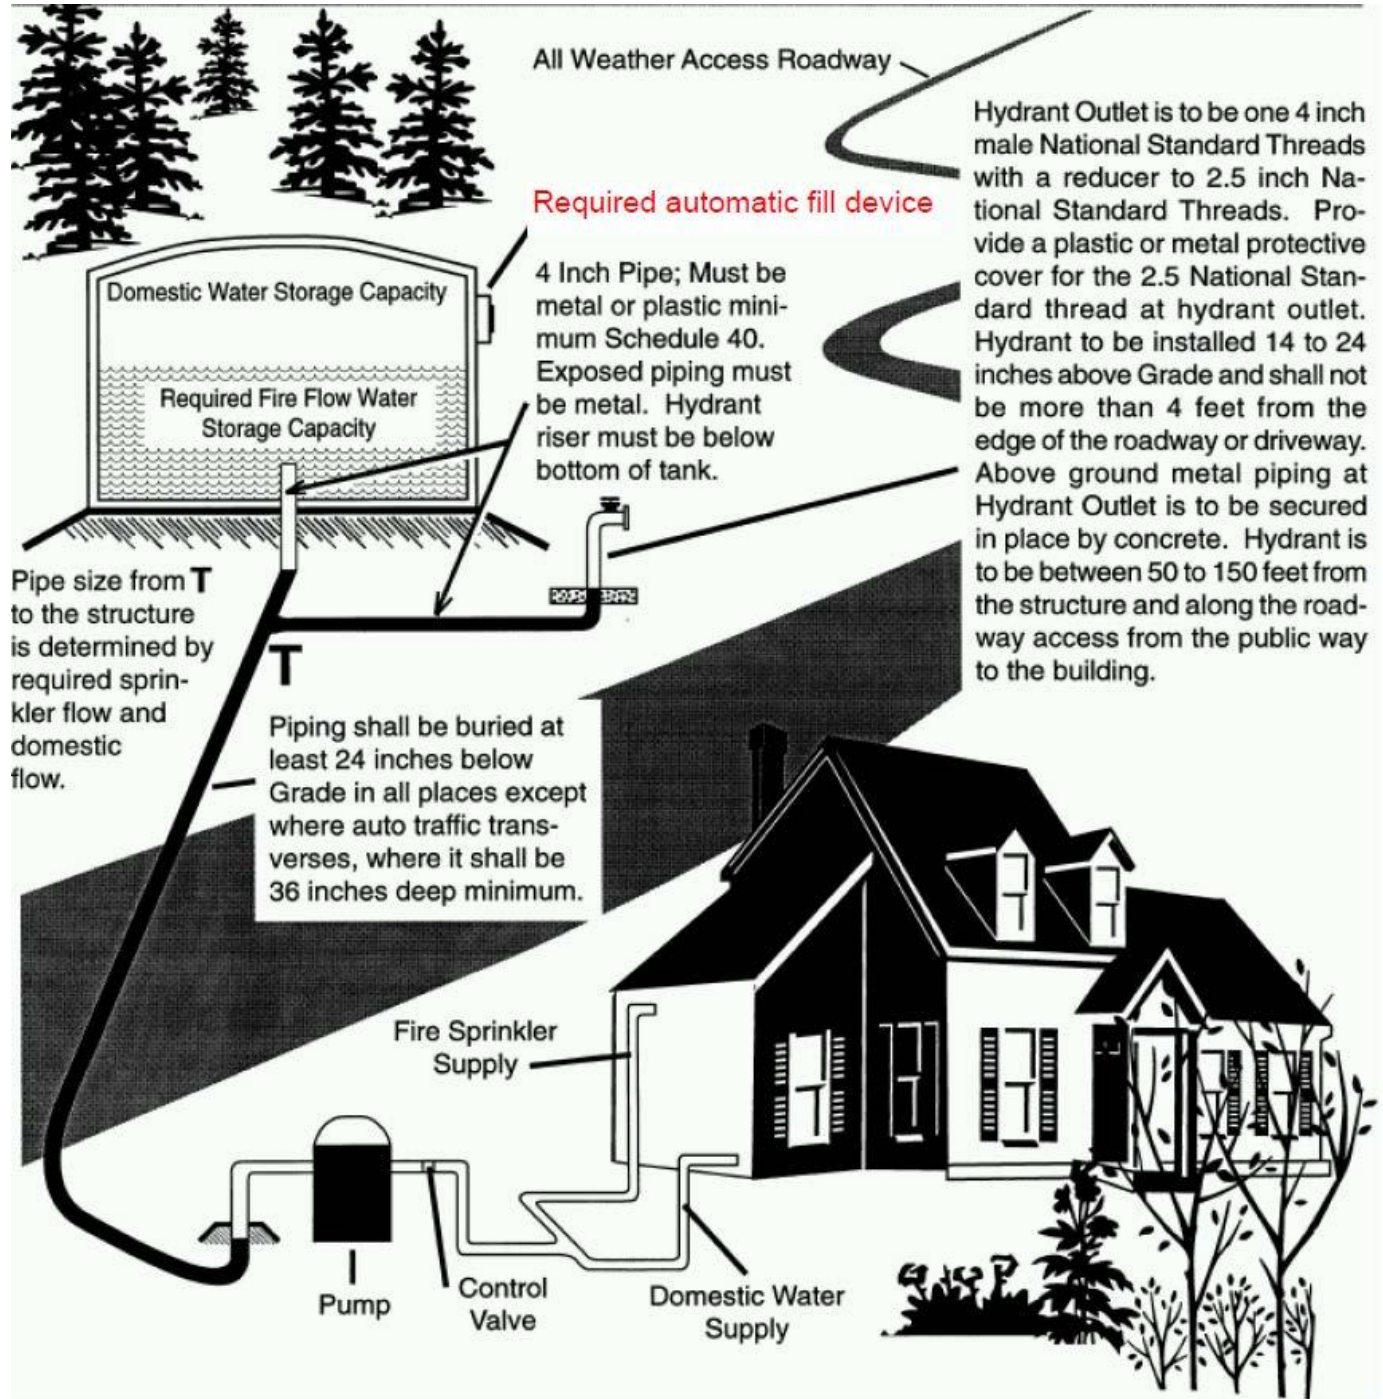 All Weather Access Roadway
Hydrant Outlet is to be one 4 inch
male National Standard Threads
with a reducer to 2.5 inch Na-
tional Standard Threads. Pro-
vide a plastic or metal protective
cover for the 2.5 National Stan-
dard thread at hydrant outlet.
Hydrant to be installed 14 to 24
inches above Grade and shall not
be more than 4 feet from the
edge of the roadway or driveway.
Above ground metal piping at
Hydrant Outlet is to be secured
in place by concrete. Hydrant is
to be between 50 to 150 feet from
the structure and along the road-
way access from the public way
to the building.
Required automatic fill device
4 Inch Pipe; Must be
metal or plastic mini-
mum Schedule 40.
Exposed piping must
be metal. Hydrant
riser must be below
bottom of tank.
Domestic Water Storage Capacity
Required Fire Flow Water
Storage Capacity
Pipe size from T
to the structure
is determined by
required sprin-
kler flow and
domestic
flow.
T
Piping shall be buried at
least 24 inches below
Grade in all places except
where auto traffic trans-
verses, where it shall be
36 inches deep minimum.
Fire Sprinkler
Supply
Pump
Control
Valve
Domestic Water
Supply